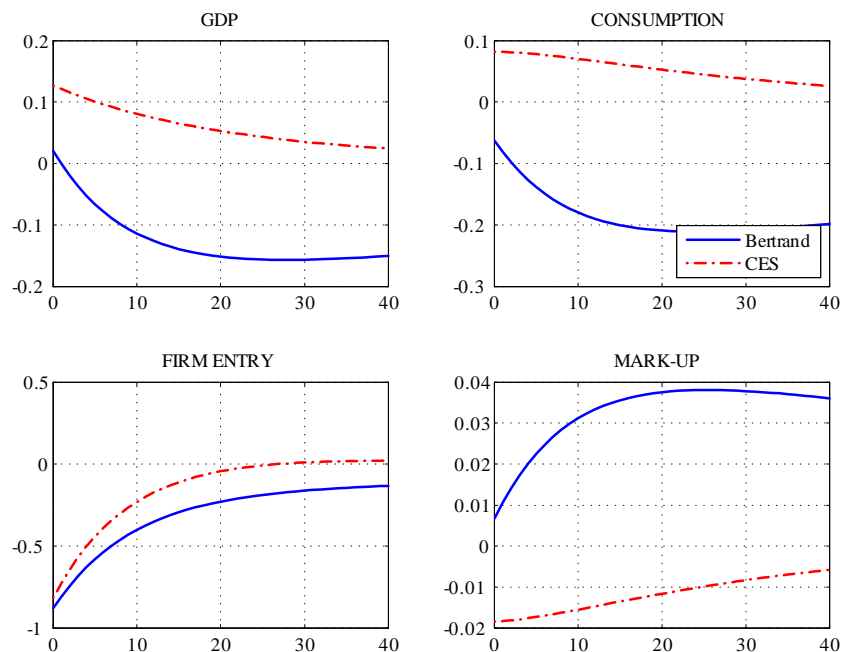 GDP
0.2
0.1
0
-0.1
-0.2
0 10 20 30 40
CONSUMPTION
0.1
0
-0.1
-0.2
-0.3
Bertrand
CES
0 10 20 30 40
FIRM ENTRY
0.5
0
-0.5
-1
0 10 20 30 40
MARK-UP
0.04
0.03
0.02
0.01
0
-0.01
-0.02
0 10 20 30 40